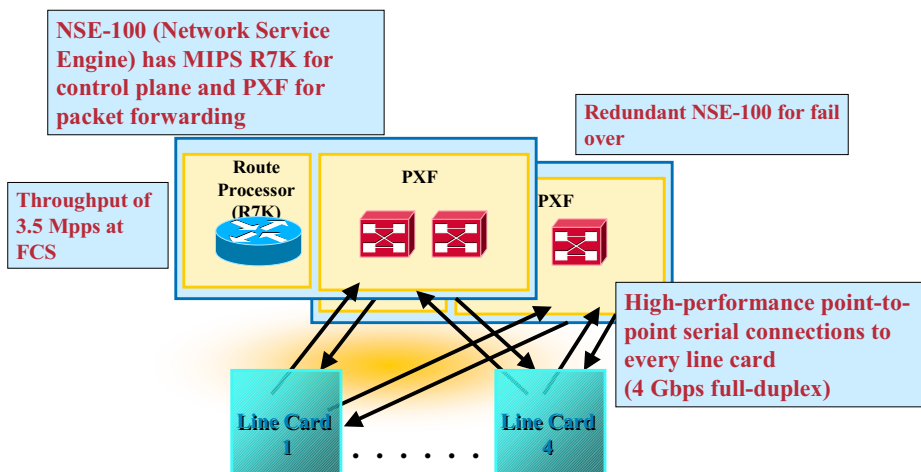 NSE-100 (Network Service
Engine) has MIPS R7K for
control plane and PXF for
packet forwarding
Redundant NSE-100 for fail
over
Throughput of
3.5 Mpps at
FCS
Route
Processor
(R7K)
PXF
PXF
High-performance point-to-
point serial connections to
every line card
(4 Gbps full-duplex)
Line Card
1
. . . . . .
Line Card
4